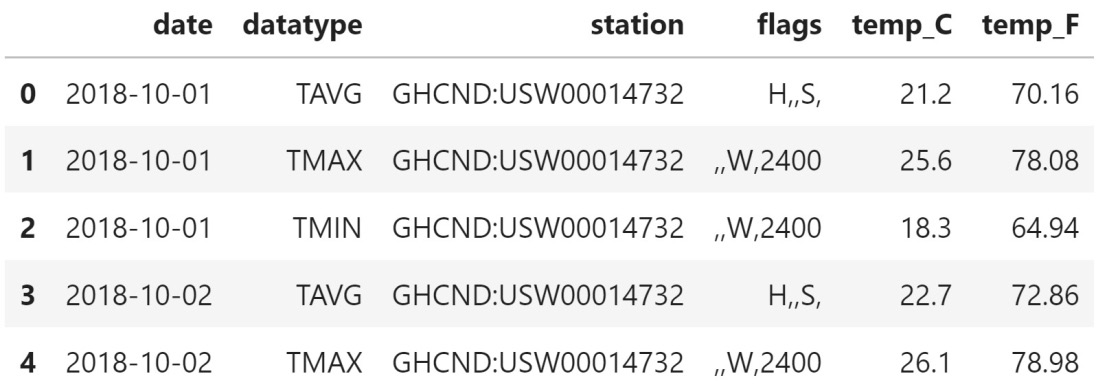 date datatype station flags temp_C temp_F
0 2018-10-01 TAVG GHCND:USW00014732 H,,S, 21.2 70.16
1 2018-10-01 TMAX GHCND:USW00014732 ,,W,2400 25.6 78.08
2 2018-10-01 TMIN GHCND:USW00014732 ,,W,2400 18.3 64.94
3 2018-10-02 TAVG GHCND:USW00014732 H,,S, 22.7 72.86
4 2018-10-02 TMAX GHCND:USW00014732 ,,W,2400 26.1 78.98